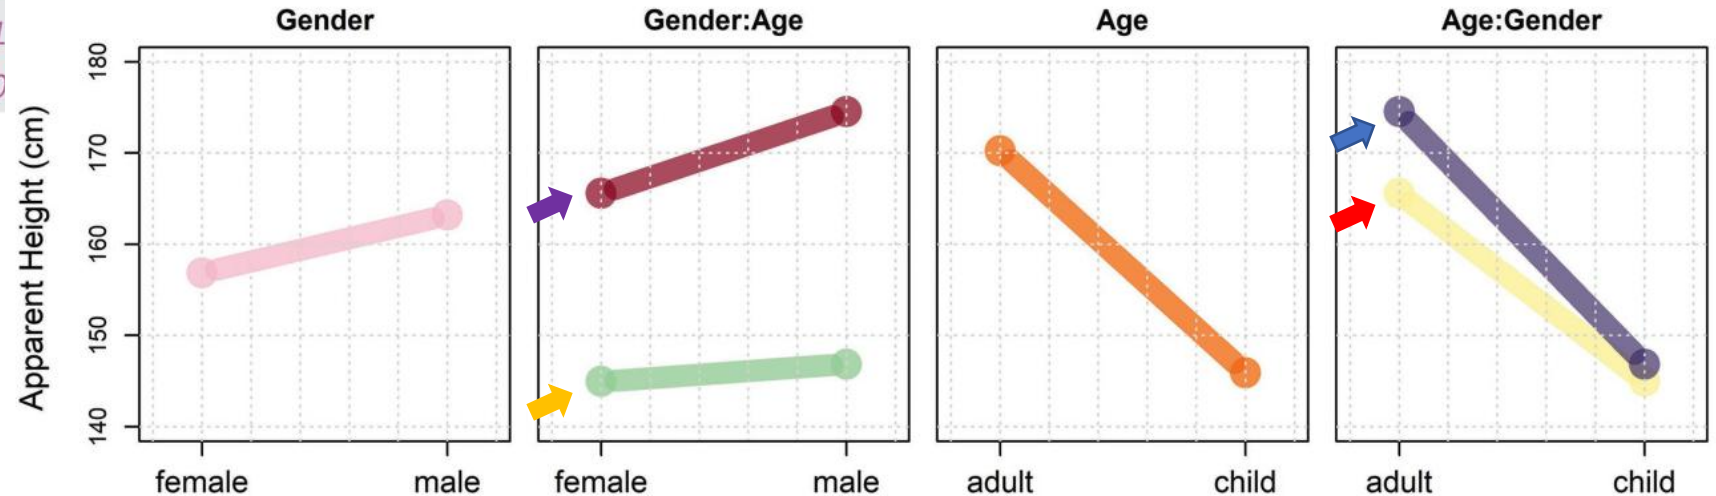 Gender
Gender:Age
Age
Age:Gender
Apparent Height (cm)
180
170
160
150
140
female male
female male
adult child
adult child